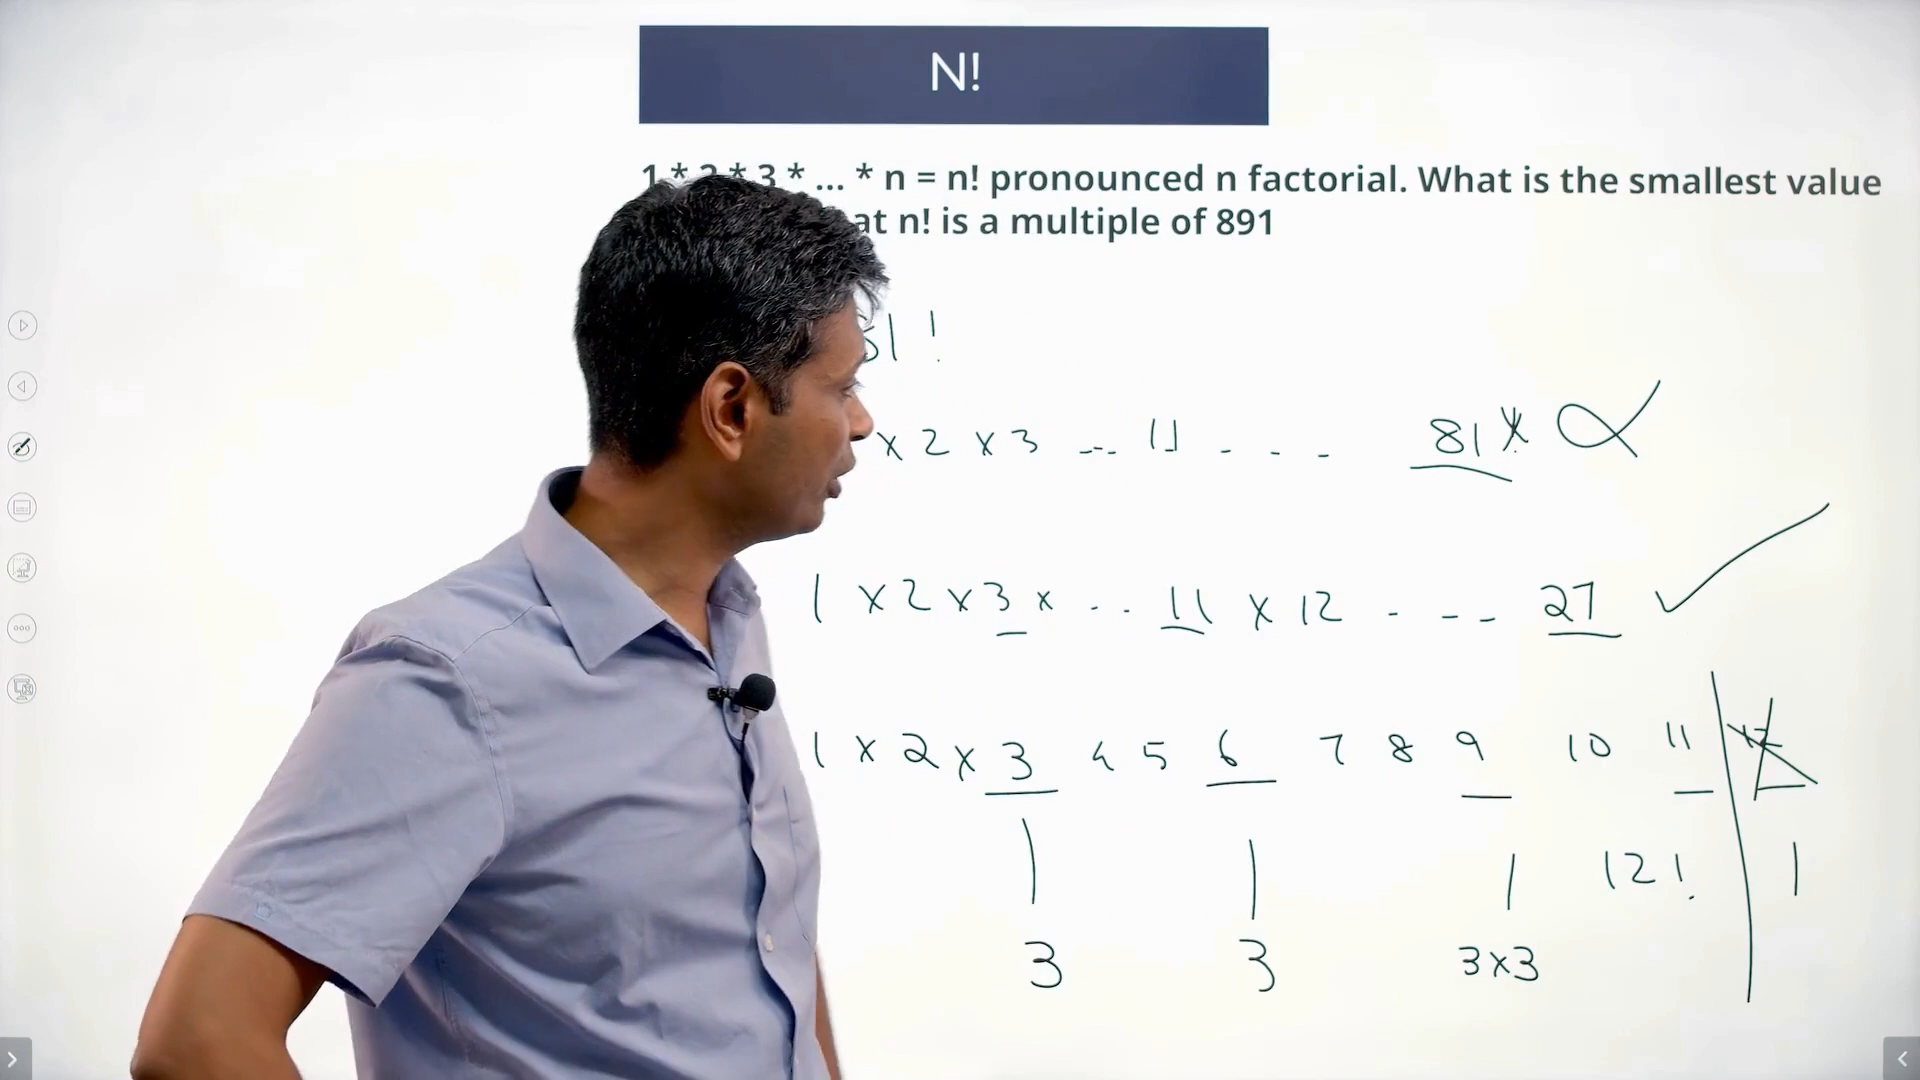 N!
1 * 2 * 3 * ... * n = n! pronounced n factorial. What is the smallest value
at n! is a multiple of 891
81 !
x 2 x 3 ... 11 . . . 81
1 x 2 x 3 x .. 11 x 12 . - - 27
1 x 2 x 3 4 5 6 7 8 9 10 11 12
12!
3 3 3x3